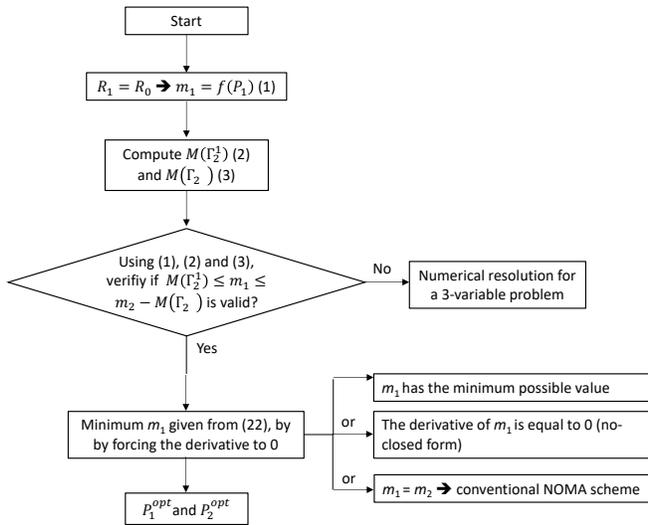 Start
R₁ = R₀ ➔ m₁ = f(P₁) (1)
Compute M(Γ₂¹) (2)
and M(Γ₂ ) (3)
Using (1), (2) and (3),
verifiy if M(Γ₂¹) ≤ m₁ ≤
m₂ − M(Γ₂ ) is valid?
No
Numerical resolution for
a 3-variable problem
Yes
Minimum m₁ given from (22), by
by forcing the derivative to 0
m₁ has the minimum possible value
or
The derivative of m₁ is equal to 0 (no-
closed form)
or
m₁ = m₂ ➔ conventional NOMA scheme
P₁ᵒᵖᵗ and P₂ᵒᵖᵗ